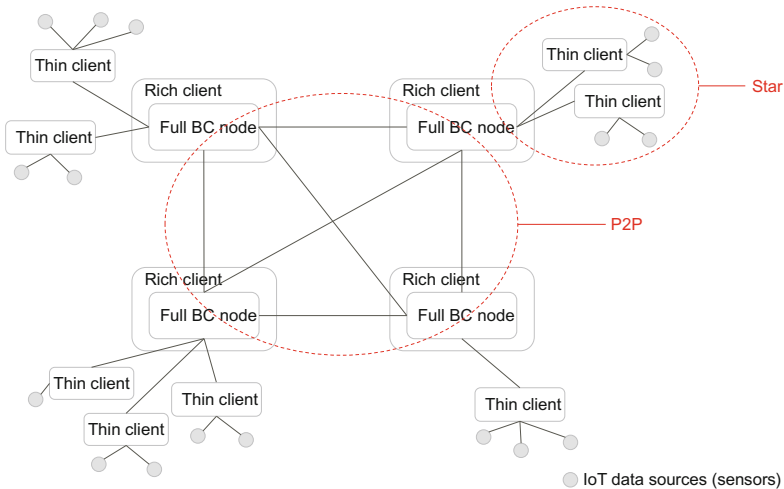 Thin client
Thin client
Rich client
Full BC node
Rich client
Full BC node
Thin client
Thin client
Star
P2P
Rich client
Full BC node
Rich client
Full BC node
Thin client
Thin client
Thin client
Thin client
IoT data sources (sensors)